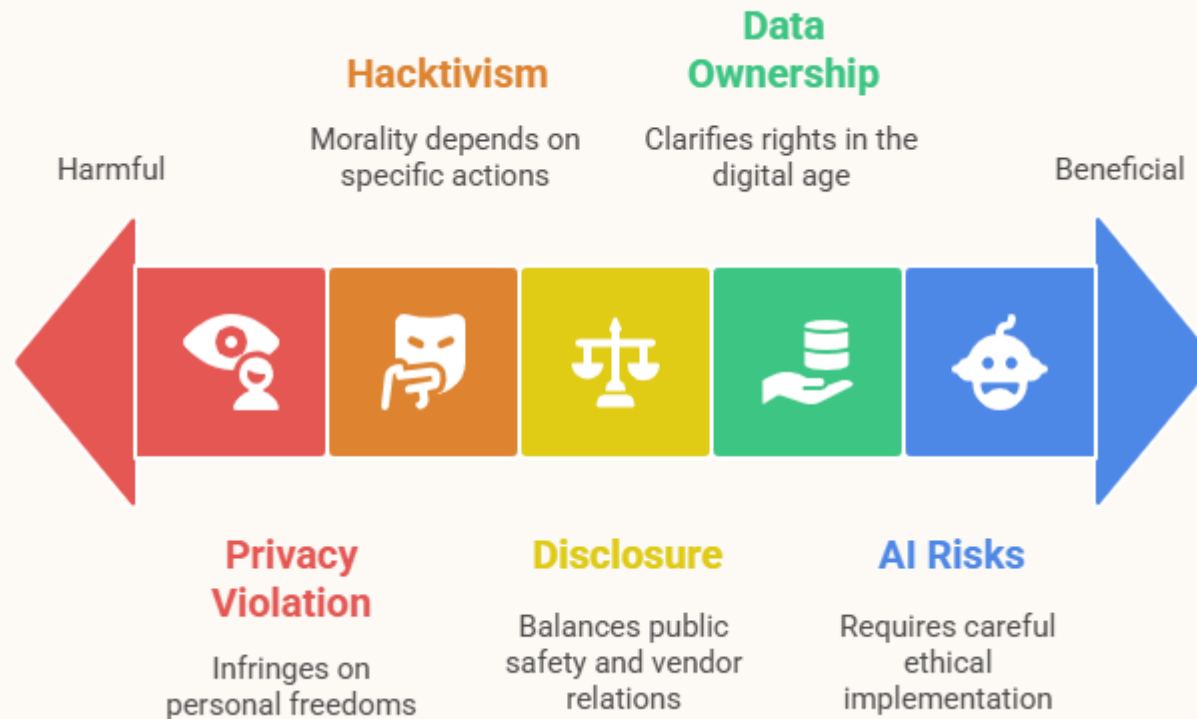 Harmful
Hacktivism
Morality depends on
specific actions
Data
Ownership
Clarifies rights in the
digital age
Beneficial
Privacy
Violation
Infringes on
personal freedoms
Disclosure
Balances public
safety and vendor
relations
AI Risks
Requires careful
ethical
implementation